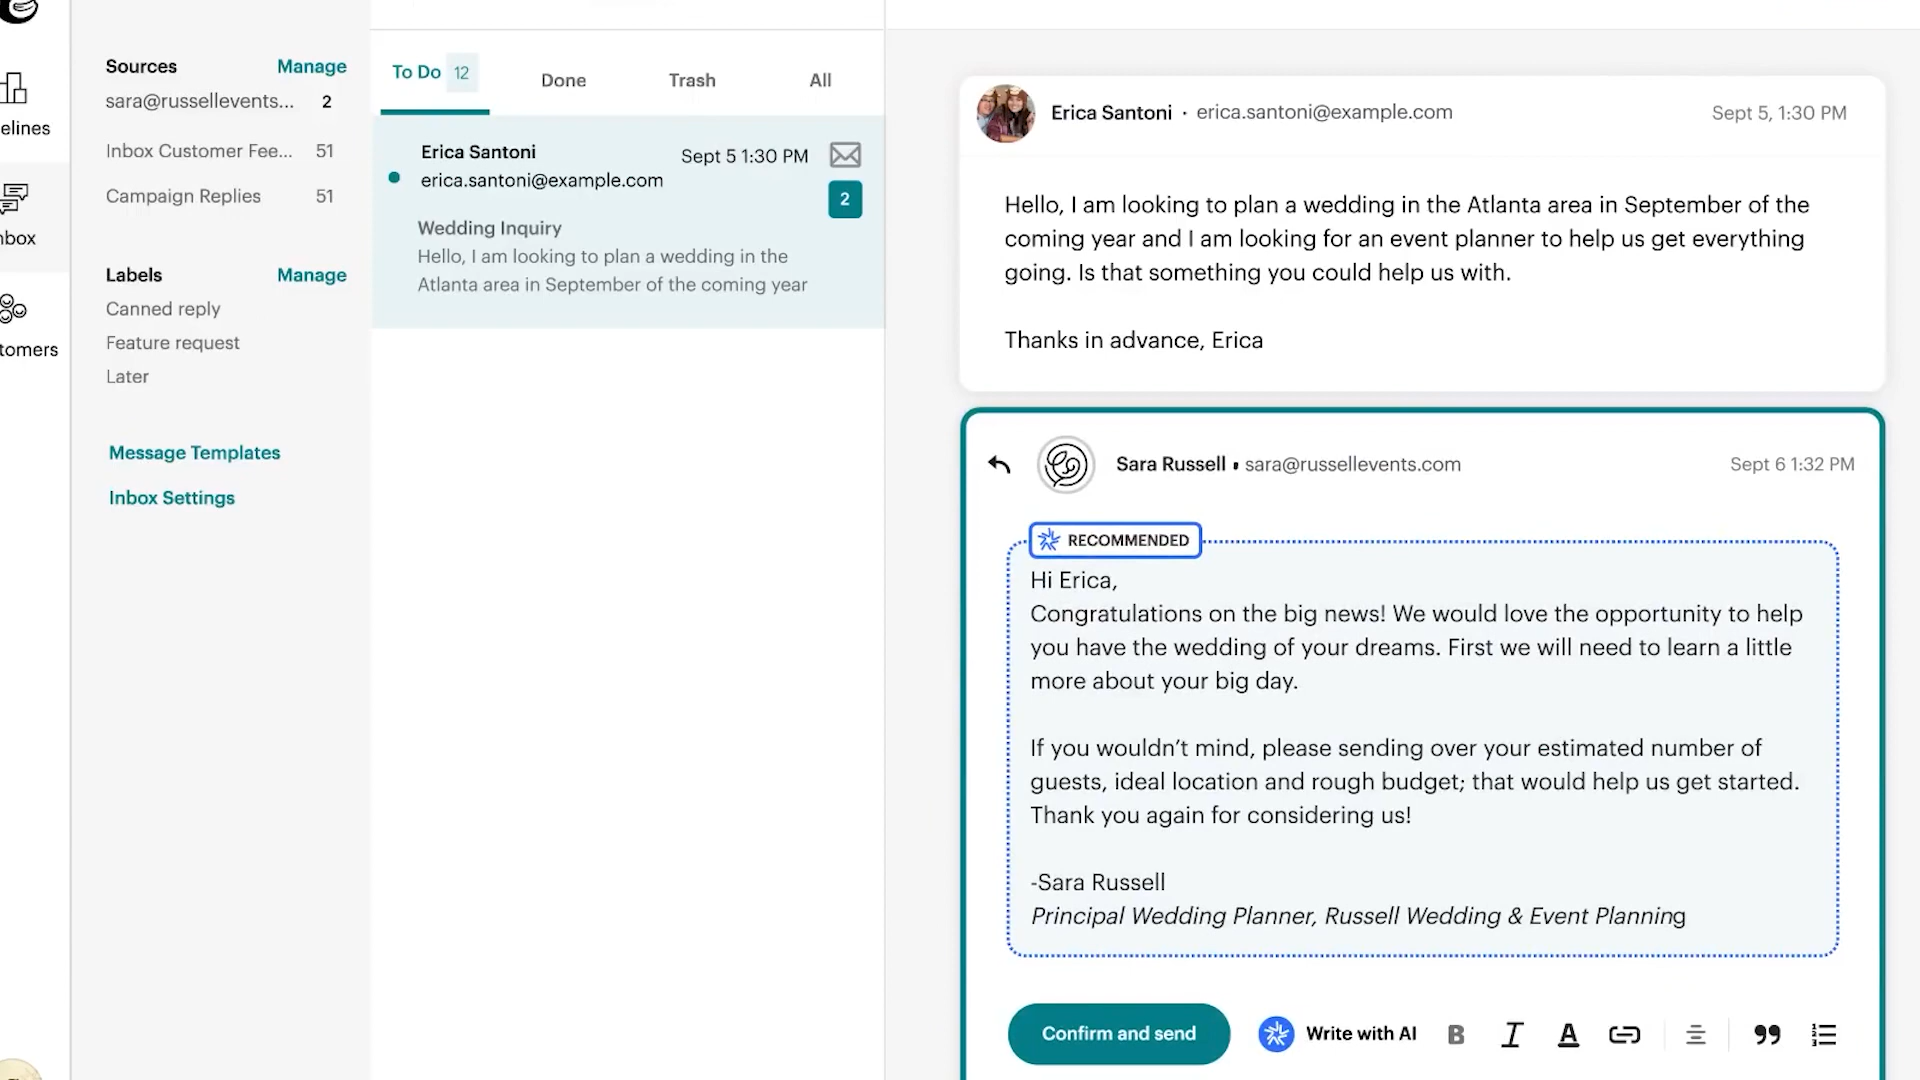 elines
nbox
tomers
Sources Manage
sara@russellevents... 2
Inbox Customer Fee... 51
Campaign Replies 51
Labels Manage
Canned reply
Feature request
Later
Message Templates
Inbox Settings
To Do 12 Done Trash All
Erica Santoni Sept 5 1:30 PM
erica.santoni@example.com
2
Wedding Inquiry
Hello, I am looking to plan a wedding in the
Atlanta area in September of the coming year
Erica Santoni · erica.santoni@example.com Sept 5, 1:30 PM
Hello, I am looking to plan a wedding in the Atlanta area in September of the
coming year and I am looking for an event planner to help us get everything
going. Is that something you could help us with.
Thanks in advance, Erica
Sara Russell · sara@russellevents.com Sept 6 1:32 PM
RECOMMENDED
Hi Erica,
Congratulations on the big news! We would love the opportunity to help
you have the wedding of your dreams. First we will need to learn a little
more about your big day.
If you wouldn’t mind, please sending over your estimated number of
guests, ideal location and rough budget; that would help us get started.
Thank you again for considering us!
-Sara Russell
Principal Wedding Planner, Russell Wedding & Event Planning
Confirm and send Write with AI B I A